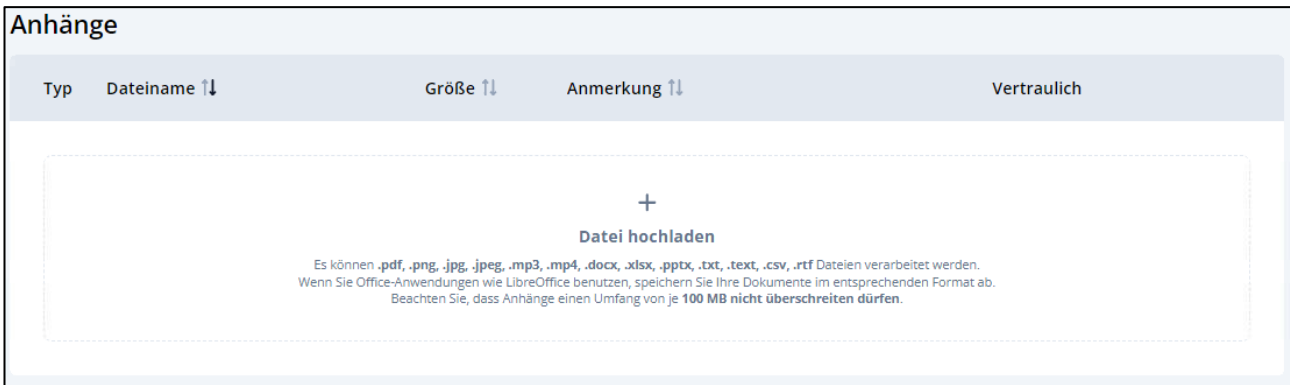 Anhänge
Typ Dateiname Größe Anmerkung Vertraulich
+
Datei hochladen
Es können .pdf, .png, .jpg, .jpeg, .mp3, .mp4, .docx, .xlsx, .pptx, .txt, .text, .csv, .rtf Dateien verarbeitet werden.
Wenn Sie Office-Anwendungen wie LibreOffice benutzen, speichern Sie Ihre Dokumente im entsprechenden Format ab.
Beachten Sie, dass Anhänge einen Umfang von je 100 MB nicht überschreiten dürfen.